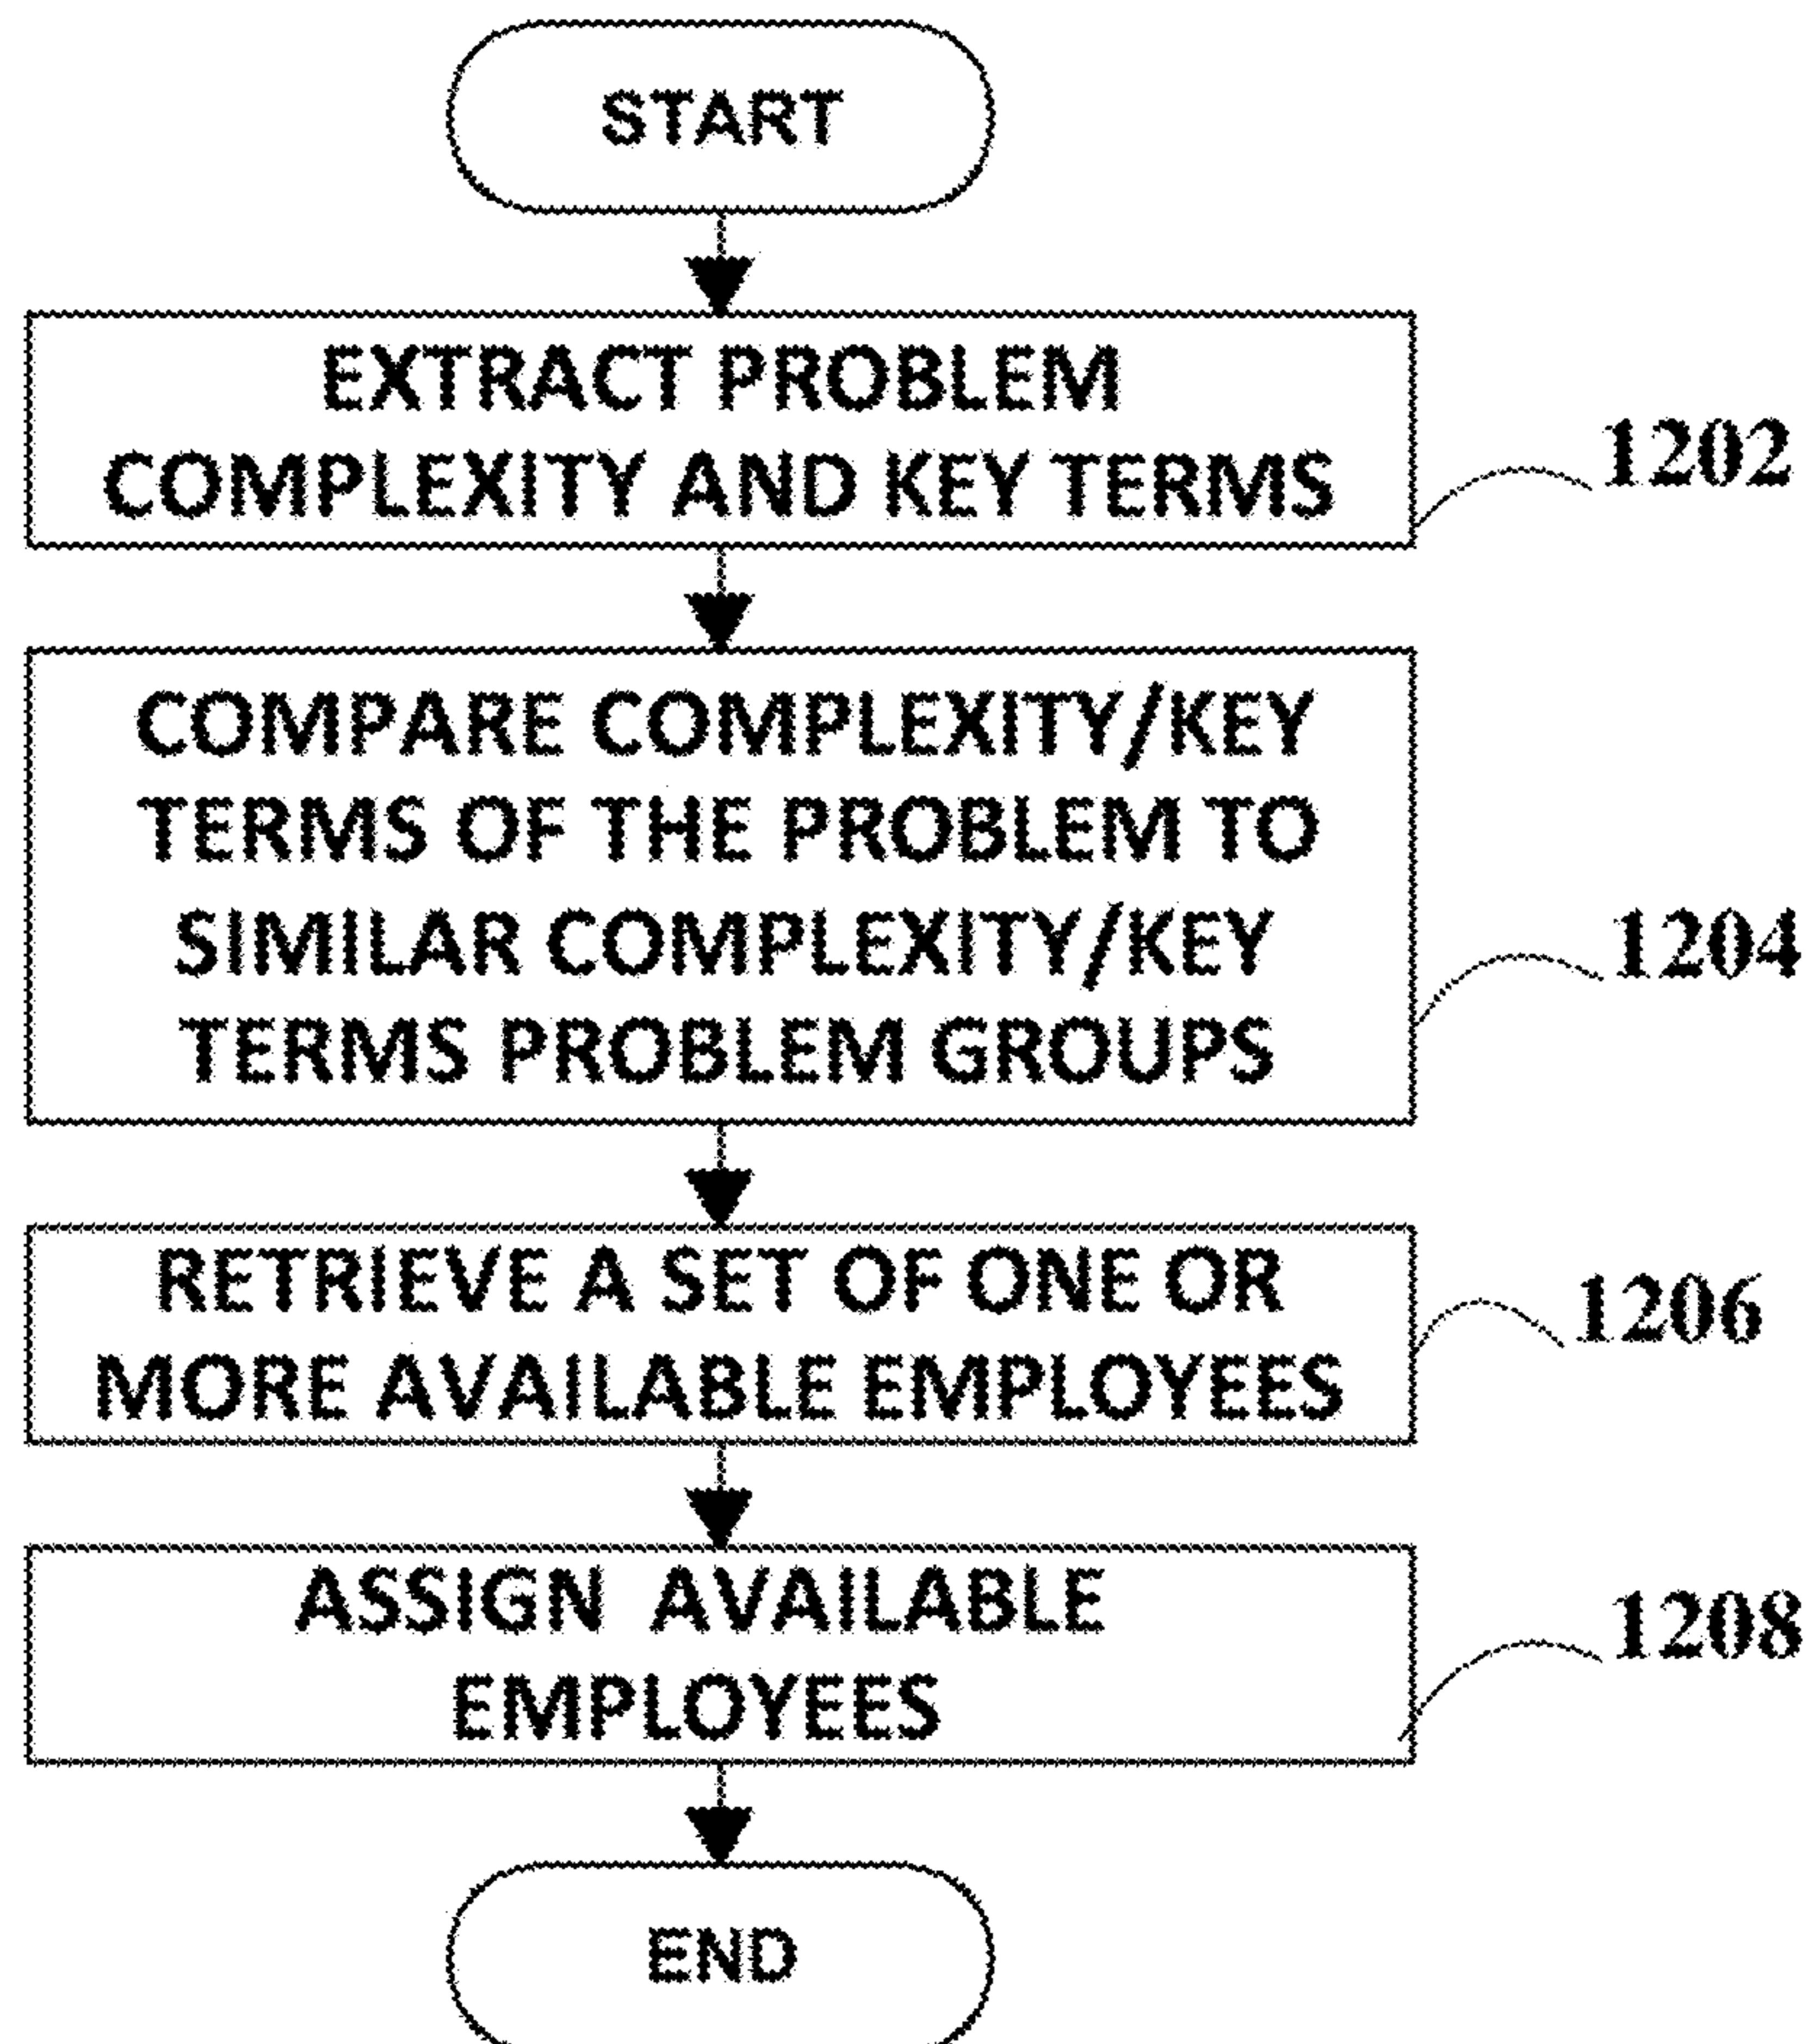 START
EXTRACT PROBLEM
COMPLEXITY AND KEY TERMS
1202
COMPARE COMPLEXITY/KEY
TERMS OF THE PROBLEM TO
SIMILAR COMPLEXITY/KEY
TERMS PROBLEM GROUPS
1204
RETRIEVE A SET OF ONE OR
MORE AVAILABLE EMPLOYEES
1206
ASSIGN AVAILABLE
EMPLOYEES
1208
END